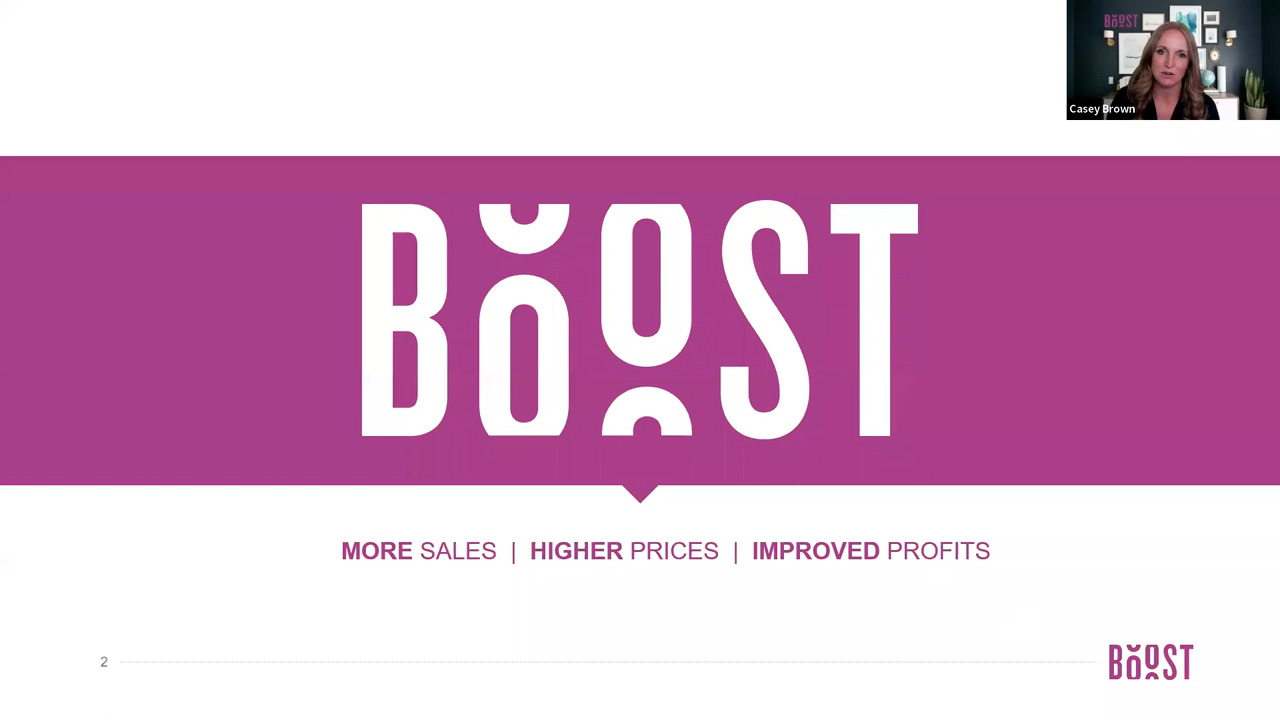 BOOST
Casey Brown
BOOST
MORE SALES | HIGHER PRICES | IMPROVED PROFITS
2
BOOST